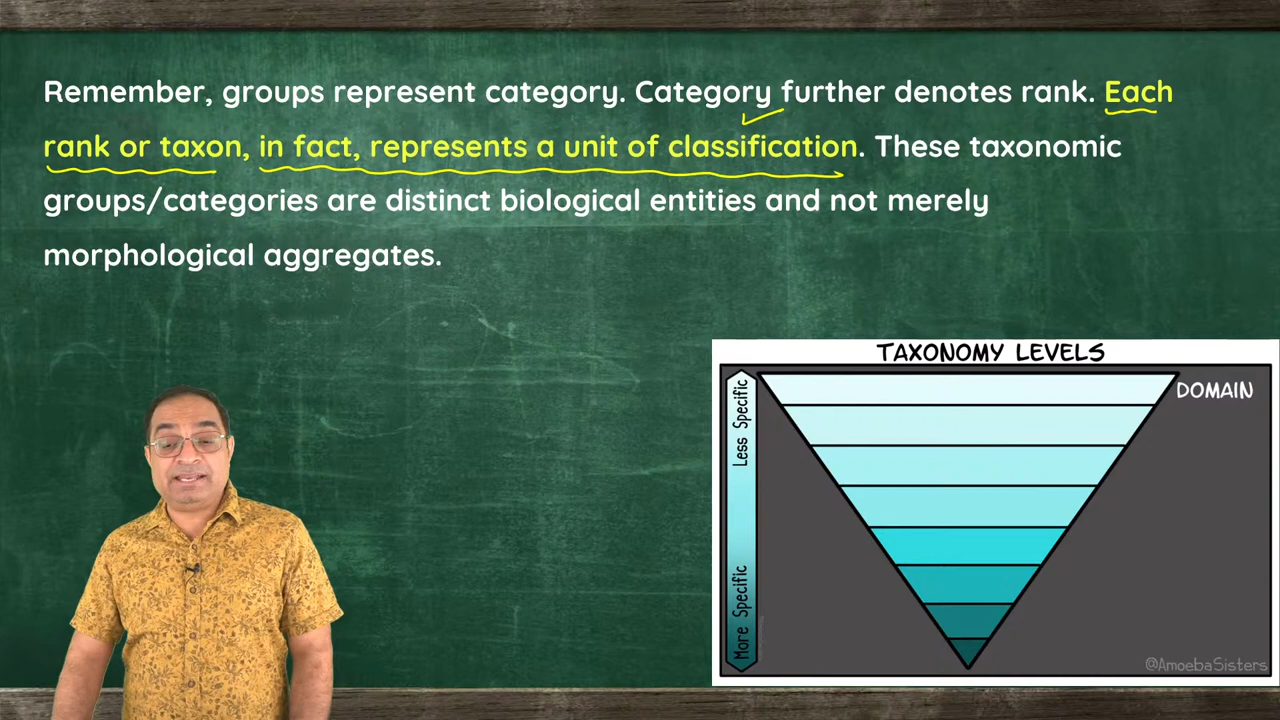 Remember, groups represent category. Category further denotes rank. Each
rank or taxon, in fact, represents a unit of classification. These taxonomic
groups/categories are distinct biological entities and not merely
morphological aggregates.
TAXONOMY LEVELS
Less Specific
More Specific
DOMAIN
@AmoebaSisters